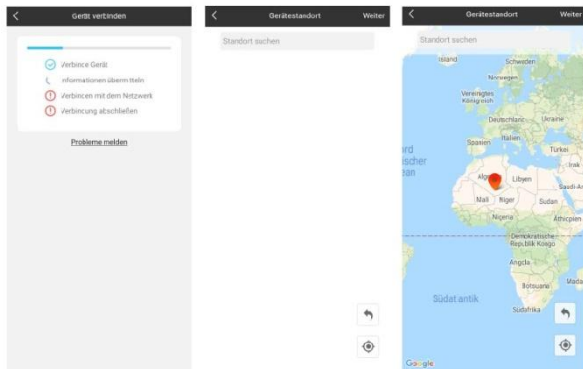 Gerät verbinden
Verbince Gerät
Informationen übermitteln
Verbinden mit dem Netzwerk
Verbindung abschließen
Probleme melden
Gerätestandort Weiter
Standort suchen
Gerätestandort Weiter
Standort suchen
Island
Schweden
Norwegen
Vereinigtes
Königreich
Deutschland
Ukraine
Spanien
Italien
Türkei
Irak
Libyen
Saudi-Ar
Mali
Niger
Sudan
Nigeria
Äthiopien
Demokratische
Republik Kongo
Angola
Botsuana
Mada
Südatlantik
Südafrika
Google